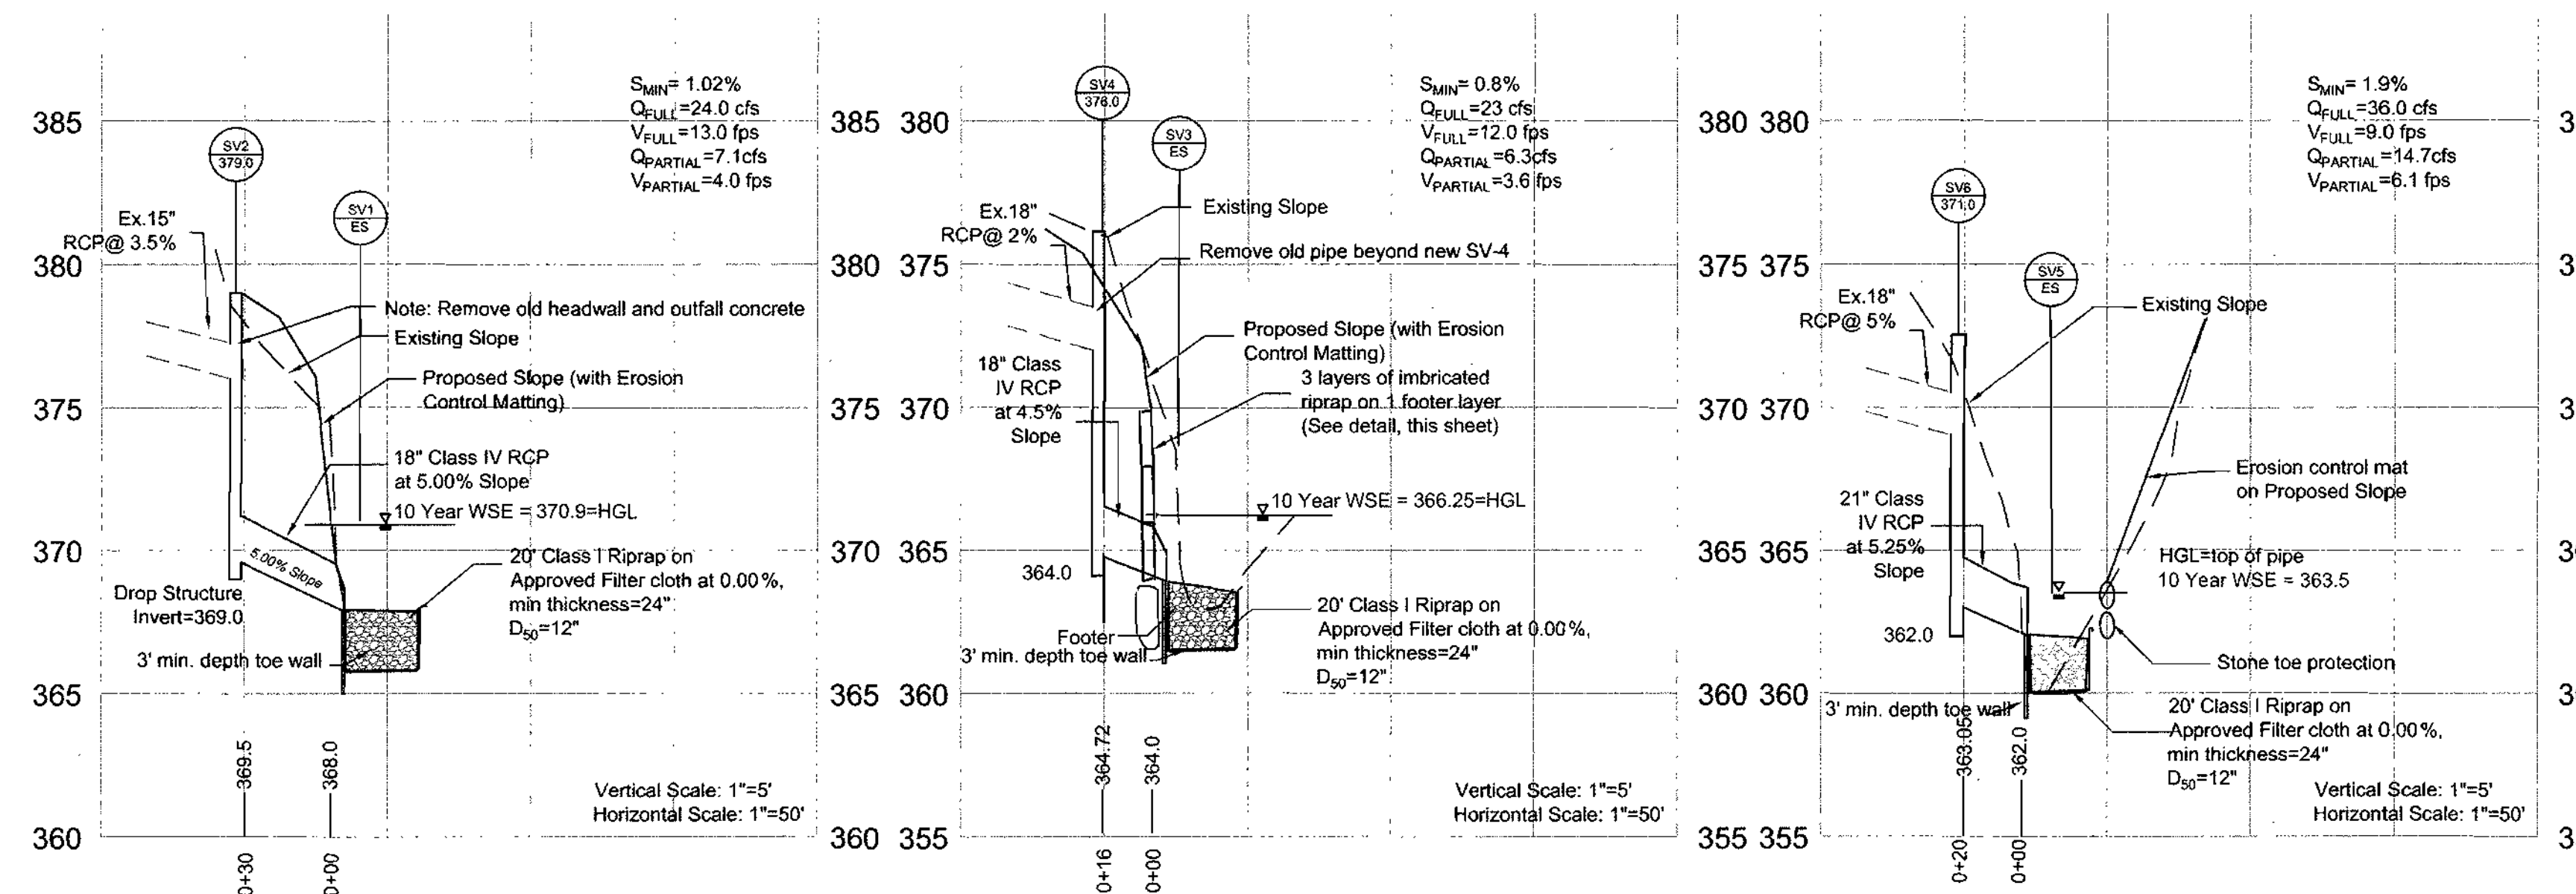 SMIN= 1.02%
QFULL=24.0 cfs
VFULL=13.0 fps
QPARTIAL=7.1cfs
VPARTIAL=4.0 fps
385
380
375
370
365
360
SV2
379.0
SV1
ES
Ex.15"
RCP@ 3.5%
Note: Remove old headwall and outfall concrete
Existing Slope
Proposed Slope (with Erosion
Control Matting)
18" Class IV RCP
at 5.00% Slope
10 Year WSE = 370.9=HGL
5.00% Slope
20' Class I Riprap on
Approved Filter cloth at 0.00%,
min thickness=24"
D50=12"
Drop Structure
Invert=369.0
3' min. depth toe wall
369.5
368.0
0+30
0+00
Vertical Scale: 1"=5'
Horizontal Scale: 1"=50'
385
380
375
370
365
360
380
375
370
365
360
355
SV4
376.0
SV3
ES
SMIN= 0.8%
QFULL=23 cfs
VFULL=12.0 fps
QPARTIAL=6.3cfs
VPARTIAL=3.6 fps
Ex.18"
RCP@ 2%
Existing Slope
Remove old pipe beyond new SV-4
Proposed Slope (with Erosion
Control Matting)
3 layers of imbricated
riprap on 1 footer layer
(See detail, this sheet)
18" Class
IV RCP
at 4.5%
Slope
10 Year WSE = 366.25=HGL
364.0
Footer
3' min. depth toe wall
20' Class I Riprap on
Approved Filter cloth at 0.00%,
min thickness=24"
D50=12"
364.72
364.0
0+16
0+00
Vertical Scale: 1"=5'
Horizontal Scale: 1"=50'
380
375
370
365
360
355
380
375
370
365
360
355
SV6
371.0
SV5
ES
SMIN= 1.9%
QFULL=36.0 cfs
VFULL=9.0 fps
QPARTIAL=14.7cfs
VPARTIAL=6.1 fps
Ex.18"
RCP@ 5%
Existing Slope
Erosion control mat
on Proposed Slope
21" Class
IV RCP
at 5.25%
Slope
HGL=top of pipe
10 Year WSE = 363.5
362.0
Stone toe protection
3' min. depth toe wall
20' Class I Riprap on
Approved Filter cloth at 0.00%,
min thickness=24"
D50=12"
363.05
362.0
0+20
0+00
Vertical Scale: 1"=5'
Horizontal Scale: 1"=50'